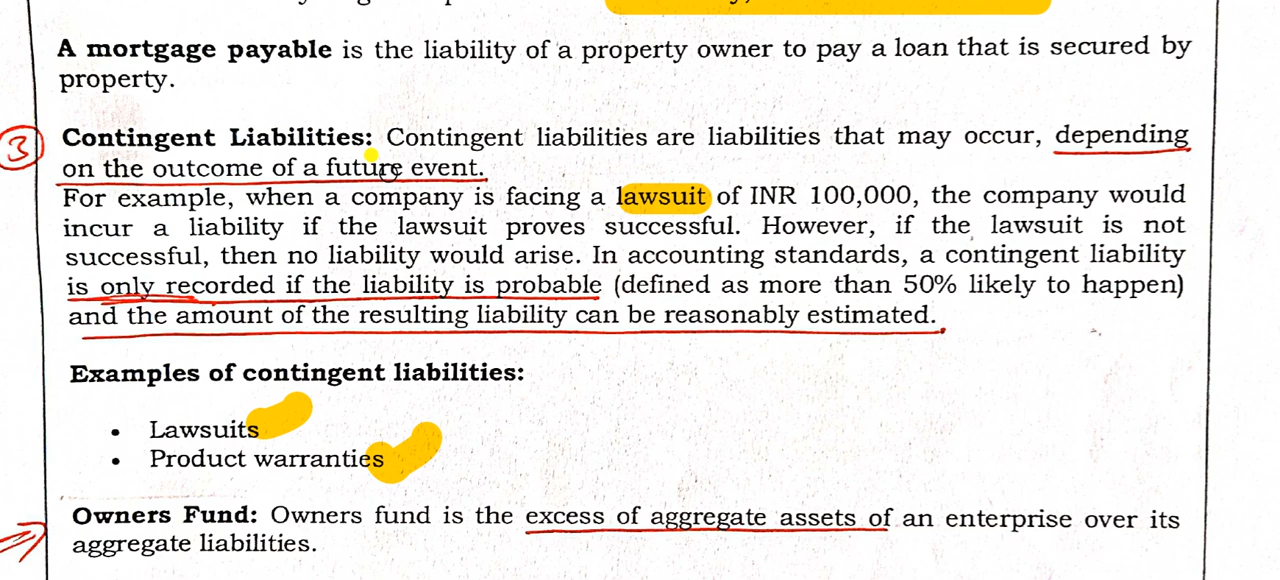 A mortgage payable is the liability of a property owner to pay a loan that is secured by
property.
3
Contingent Liabilities: Contingent liabilities are liabilities that may occur, depending
on the outcome of a future event.
For example, when a company is facing a lawsuit of INR 100,000, the company would
incur a liability if the lawsuit proves successful. However, if the lawsuit is not
successful, then no liability would arise. In accounting standards, a contingent liability
is only recorded if the liability is probable (defined as more than 50% likely to happen)
and the amount of the resulting liability can be reasonably estimated.
Examples of contingent liabilities:
• Lawsuits
• Product warranties
Owners Fund: Owners fund is the excess of aggregate assets of an enterprise over its
aggregate liabilities.